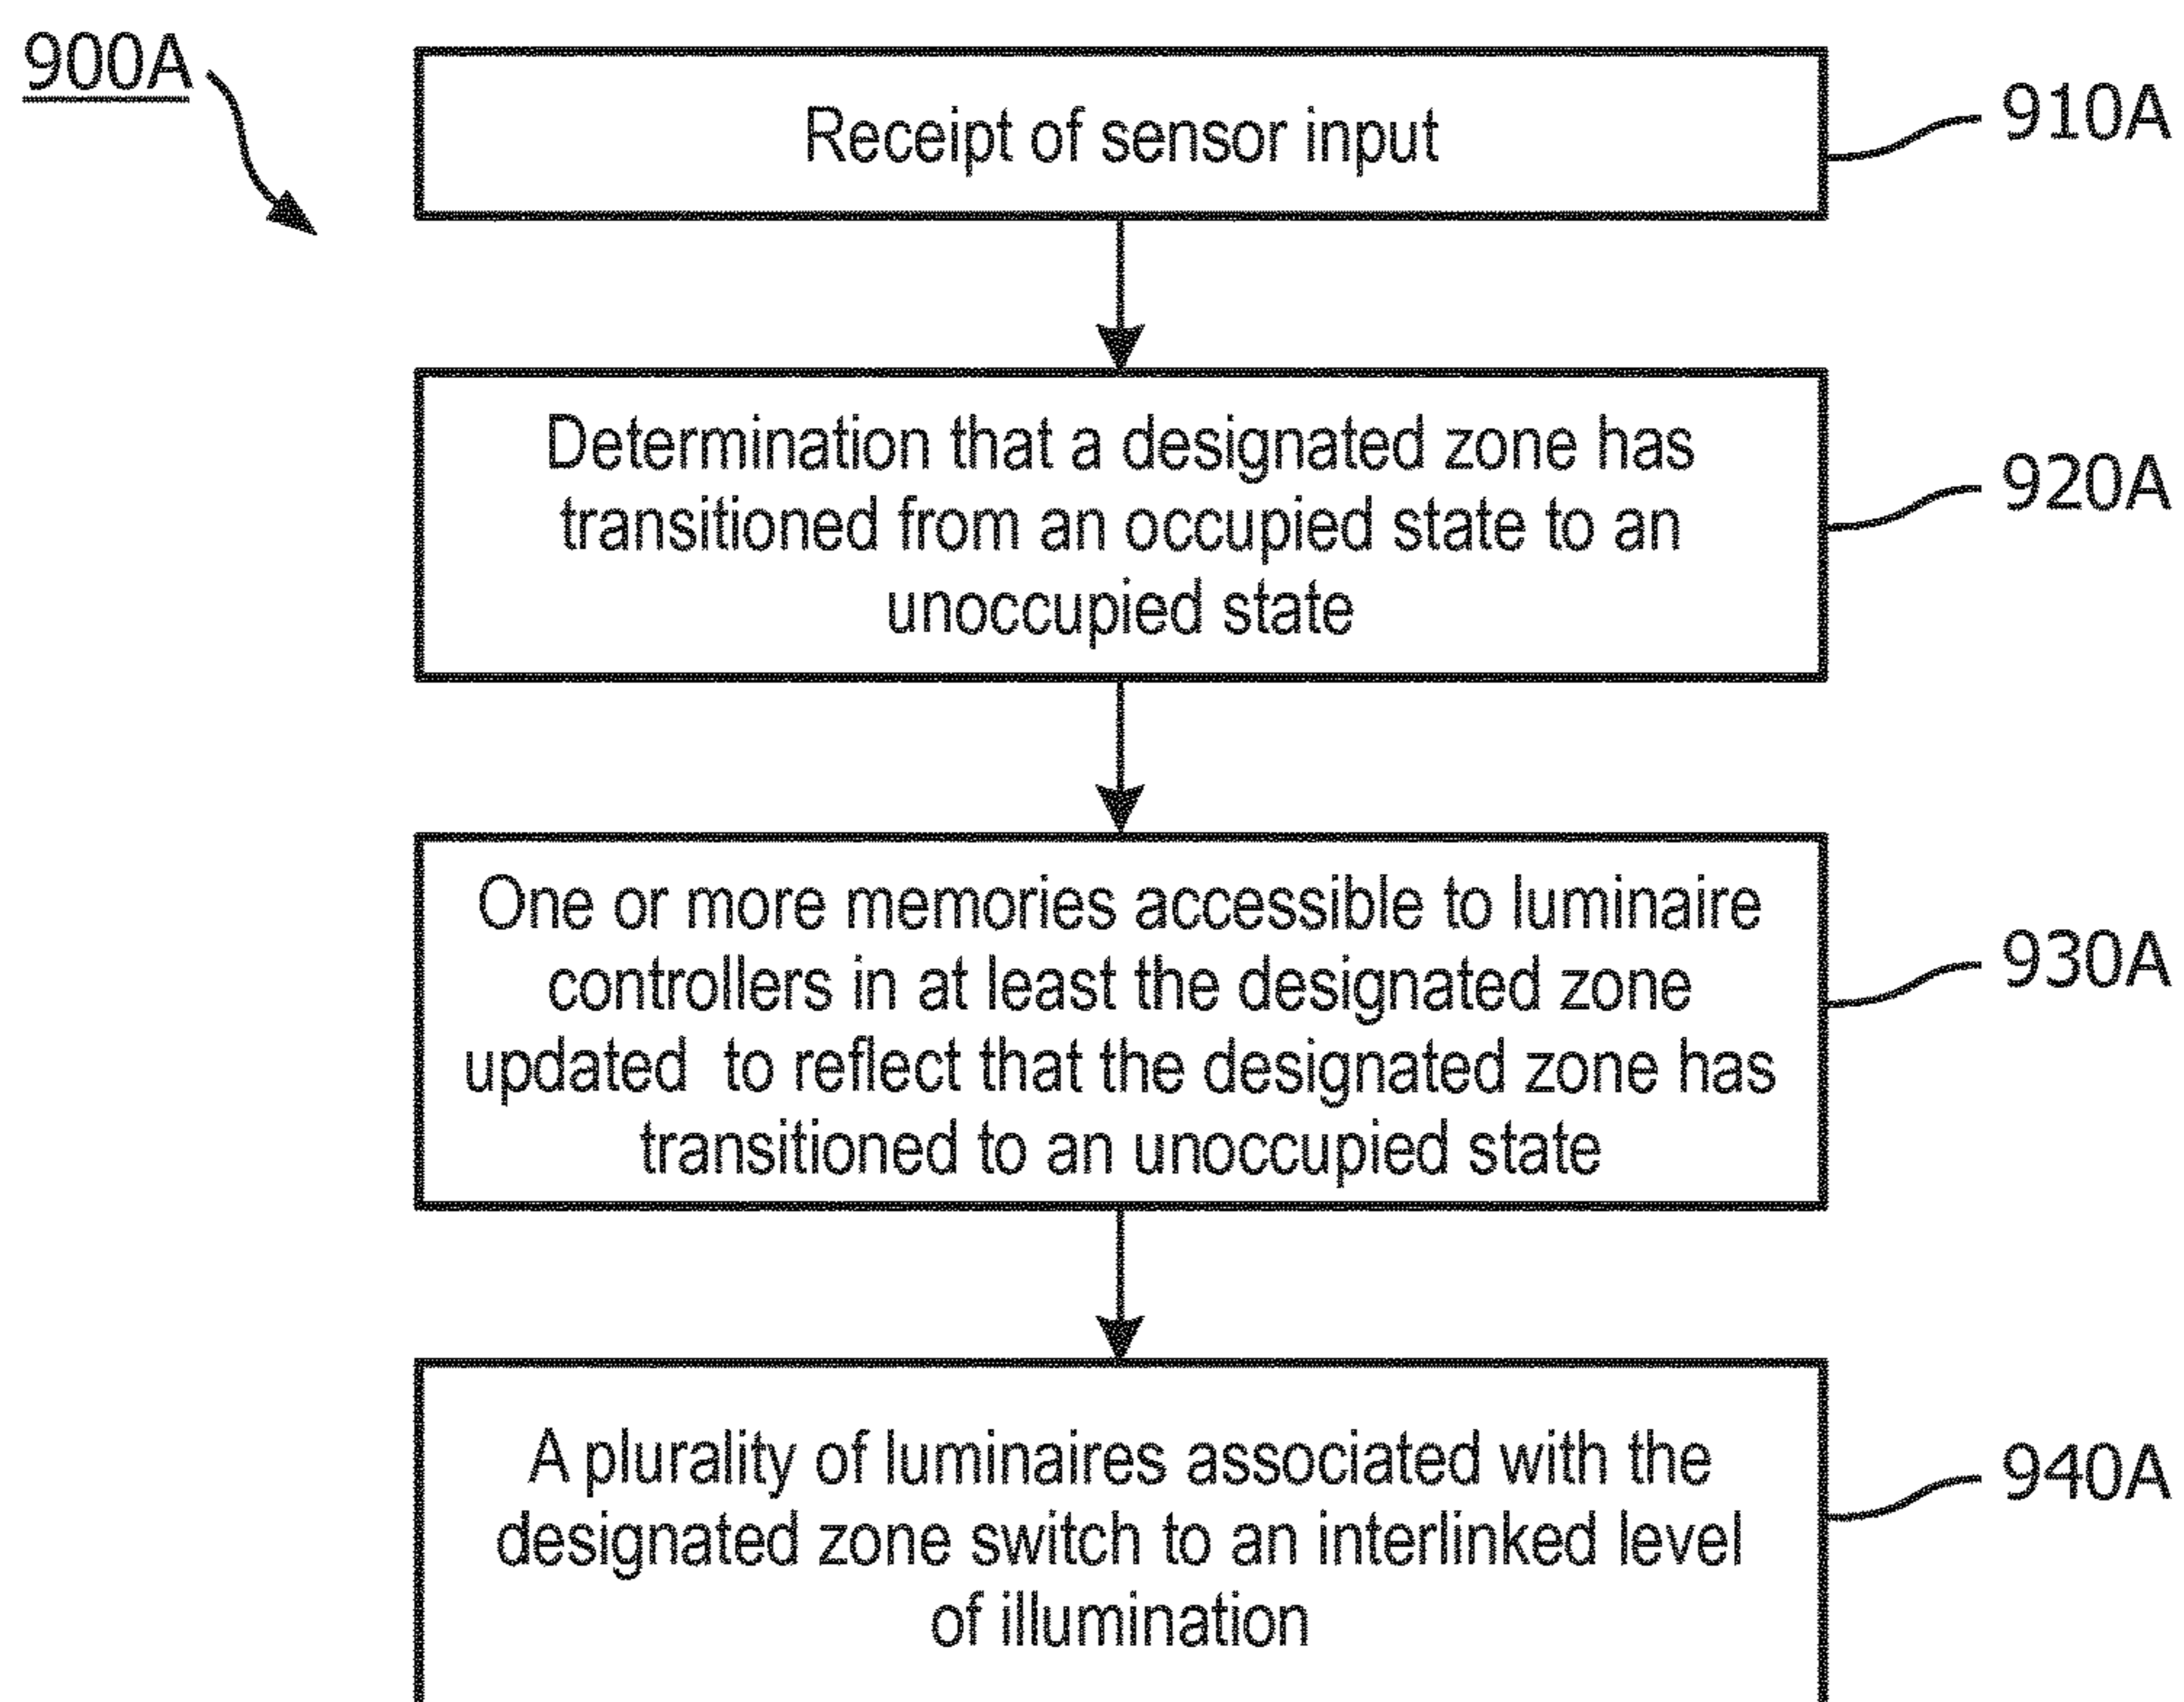 900A
Receipt of sensor input
910A
Determination that a designated zone has
transitioned from an occupied state to an
unoccupied state
920A
One or more memories accessible to luminaire
controllers in at least the designated zone
updated to reflect that the designated zone has
transitioned to an unoccupied state
930A
A plurality of luminaires associated with the
designated zone switch to an interlinked level
of illumination
940A